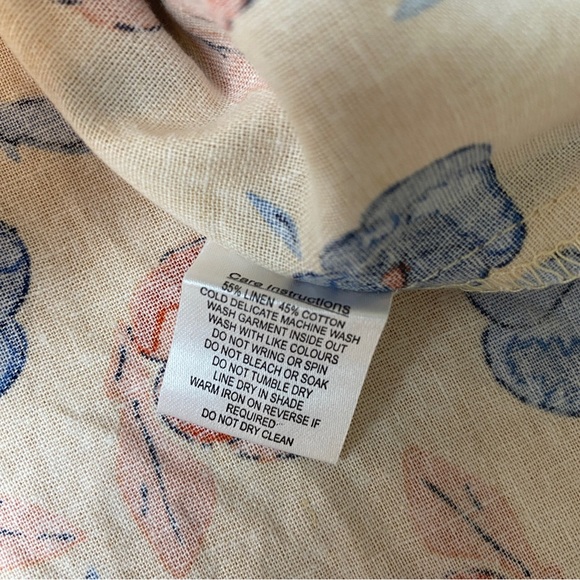 Care Instructions
55% LINEN 45% COTTON
COLD DELICATE MACHINE WASH
WASH GARMENT INSIDE OUT
WASH WITH LIKE COLOURS
DO NOT WRING OR SPIN
DO NOT BLEACH OR SOAK
DO NOT TUMBLE DRY
LINE DRY IN SHADE
WARM IRON ON REVERSE IF
REQUIRED
DO NOT DRY CLEAN